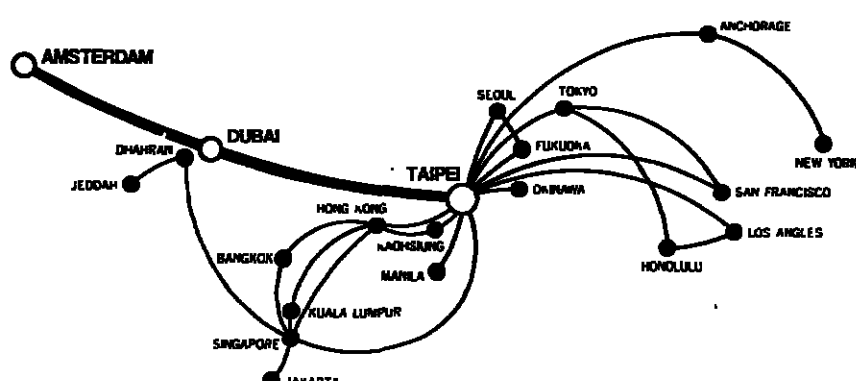 ANCHORAGE
AMSTERDAM
SEOUL
TOKYO
DUBAI
DHAHRAN
FUKUOKA
NEW YORK
TAIPEI
JEDDAH
OKINAWA
SAN FRANCISCO
HONG KONG
LOS ANGLES
KAOHSIUNG
BANGKOK
MANILA
HONOLULU
KUALA LUMPUR
SINGAPORE
JAKARTA